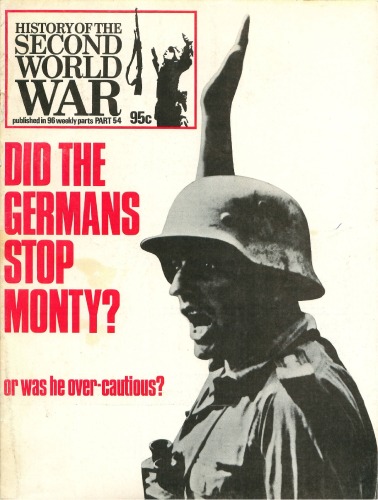 HISTORY OF THE
SECOND
WORLD
WAR
published in 96 weekly parts PART 54
95c
DID THE
GERMANS
STOP
MONTY?
or was he over-cautious?